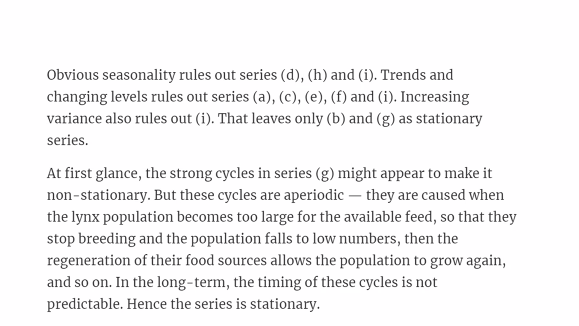 Obvious seasonality rules out series (d), (h) and (i). Trends and
changing levels rules out series (a), (c), (e), (f) and (i). Increasing
variance also rules out (i). That leaves only (b) and (g) as stationary
series.
At first glance, the strong cycles in series (g) might appear to make it
non-stationary. But these cycles are aperiodic — they are caused when
the lynx population becomes too large for the available feed, so that they
stop breeding and the population falls to low numbers, then the
regeneration of their food sources allows the population to grow again,
and so on. In the long-term, the timing of these cycles is not
predictable. Hence the series is stationary.